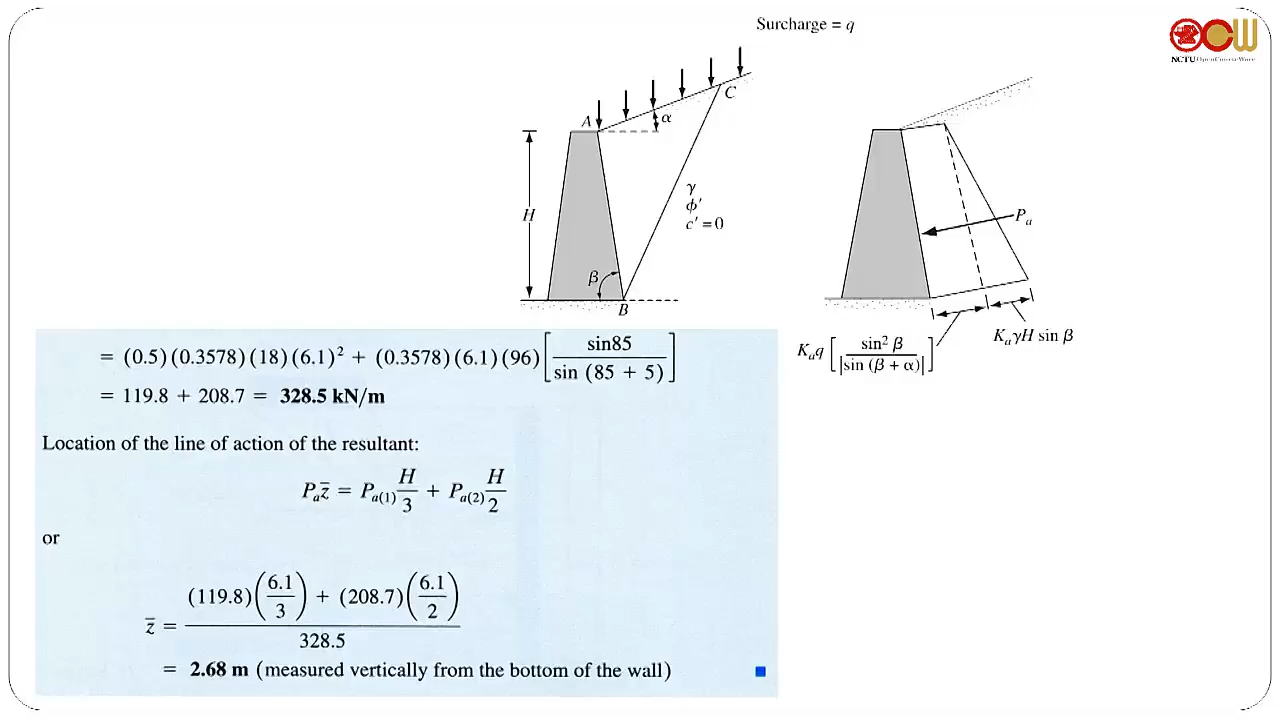 Surcharge = q
NCTU OpenCourseWare
A
C
α
H
γ
ϕ′
c′ = 0
β
B
P_a
K_a q [ sin² β / |sin (β + α)| ]
K_a γH sin β
= (0.5)(0.3578)(18)(6.1)² + (0.3578)(6.1)(96) [ sin85 / sin (85 + 5) ]
= 119.8 + 208.7 = 328.5 kN/m
Location of the line of action of the resultant:
P_a z̄ = P_a(1) H/3 + P_a(2) H/2
or
z̄ = ( (119.8)(6.1/3) + (208.7)(6.1/2) ) / 328.5
= 2.68 m (measured vertically from the bottom of the wall)